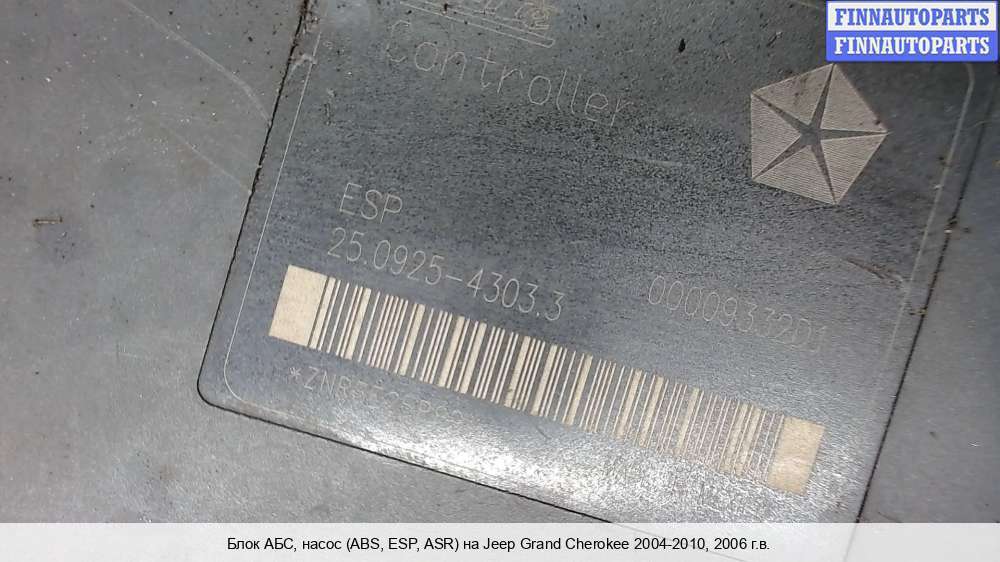 FINNAUTOPARTS
FINNAUTOPARTS
Controller
ESP
25.0925-4303.3
00009332D1
Блок АБС, насос (ABS, ESP, ASR) на Jeep Grand Cherokee 2004-2010, 2006 г.в.